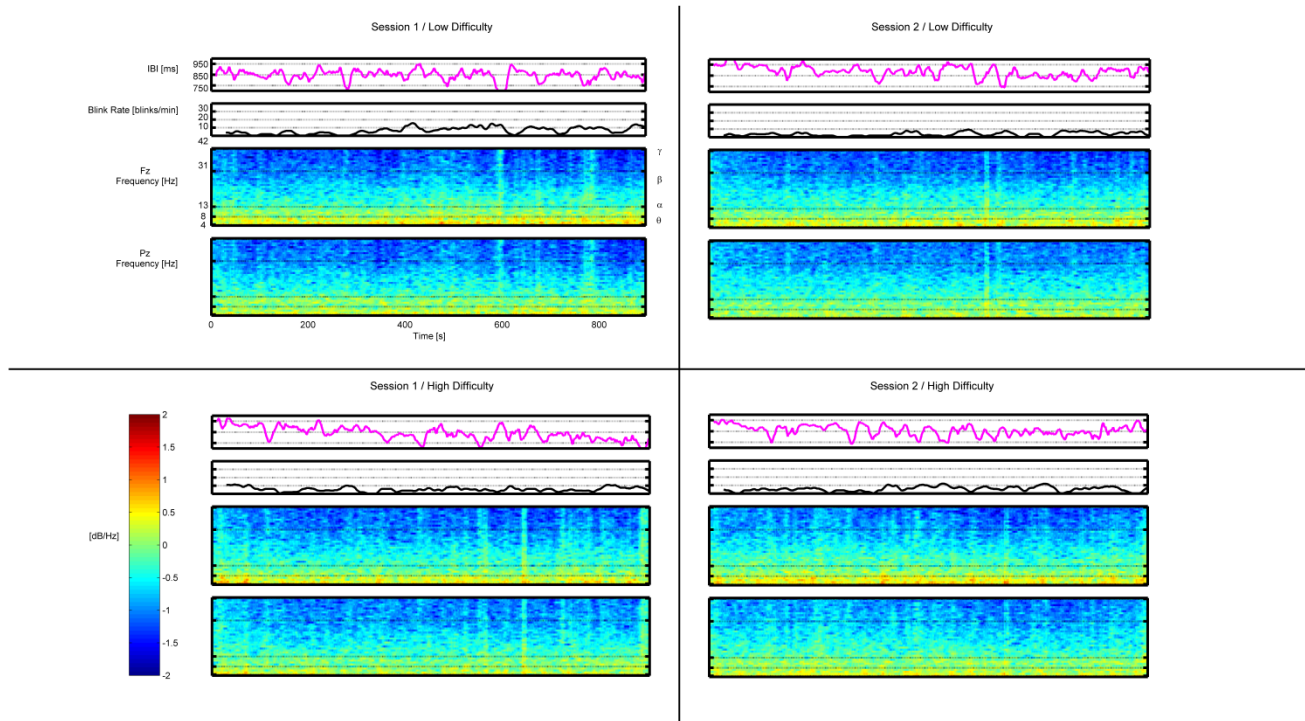 Session 1 / Low Difficulty
Session 2 / Low Difficulty
IBI [ms]
950
850
750
Blink Rate [blinks/min]
30
20
10
42
Fz
Frequency [Hz]
31
13
8
4
γ
β
α
θ
Pz
Frequency [Hz]
0
200
400
600
800
Time [s]
Session 1 / High Difficulty
Session 2 / High Difficulty
[dB/Hz]
2
1.5
1
0.5
0
-0.5
-1
-1.5
-2